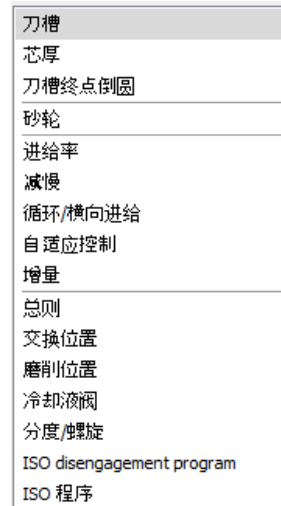 刀槽
芯厚
刀槽终点倒圆
砂轮
进给率
减慢
循环/横向进给
自适应控制
增量
总则
交换位置
磨削位置
冷却液阀
分度/螺旋
ISO disengagement program
ISO 程序